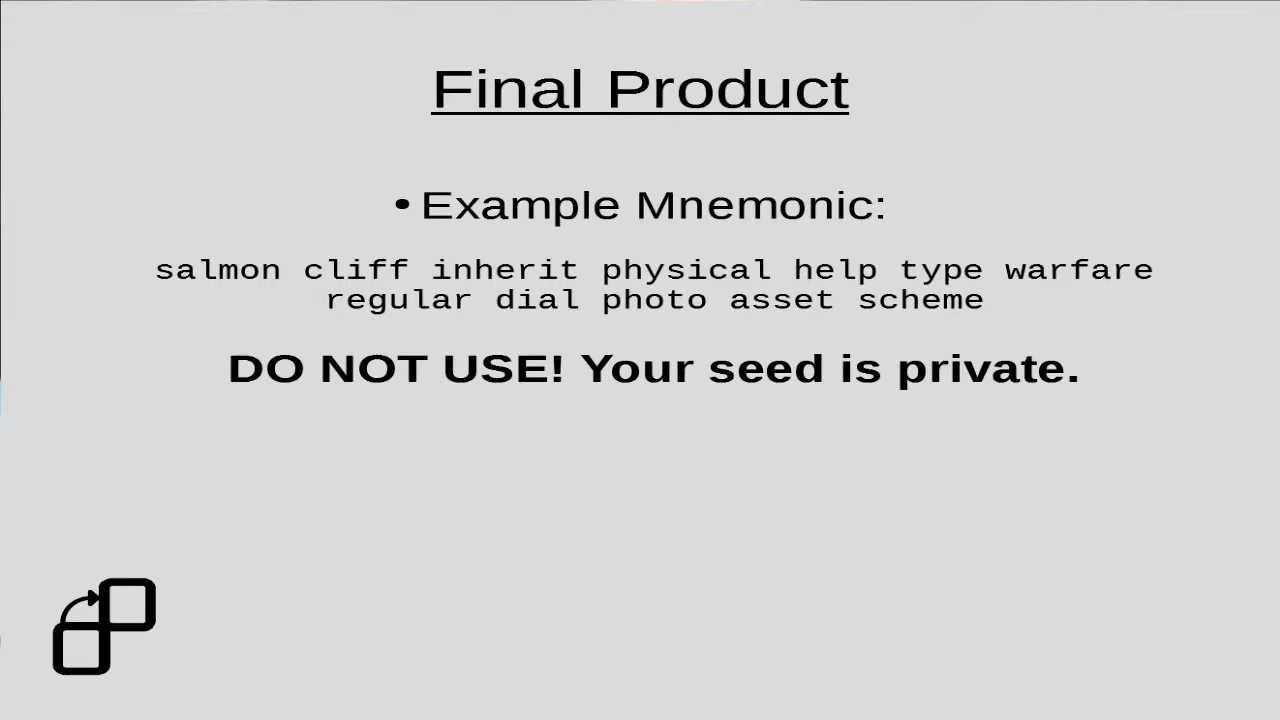 Final Product
• Example Mnemonic:
salmon cliff inherit physical help type warfare
regular dial photo asset scheme
DO NOT USE! Your seed is private.